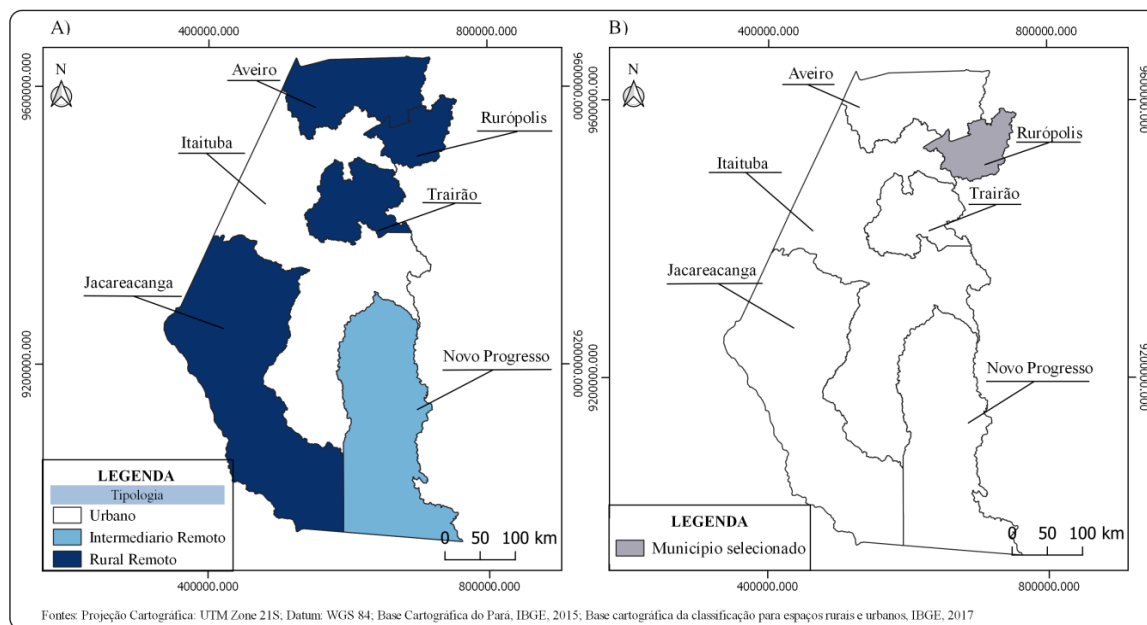 A)
400000.000
800000.000
N
9600000.000
9600000.000
Aveiro
Rurópolis
Itaituba
Trairão
Jacareacanga
Novo Progresso
9200000.000
9200000.000
LEGENDA
Tipologia
Urbano
Intermediario Remoto
Rural Remoto
0 50 100 km
400000.000
800000.000
B)
400000.000
800000.000
N
9600000.000
9600000.000
Aveiro
Rurópolis
Itaituba
Trairão
Jacareacanga
Novo Progresso
9200000.000
9200000.000
LEGENDA
Município selecionado
0 50 100 km
400000.000
800000.000
Fontes: Projeção Cartográfica: UTM Zone 21S; Datum: WGS 84; Base Cartográfica do Pará, IBGE, 2015; Base cartográfica da classificação para espaços rurais e urbanos, IBGE, 2017